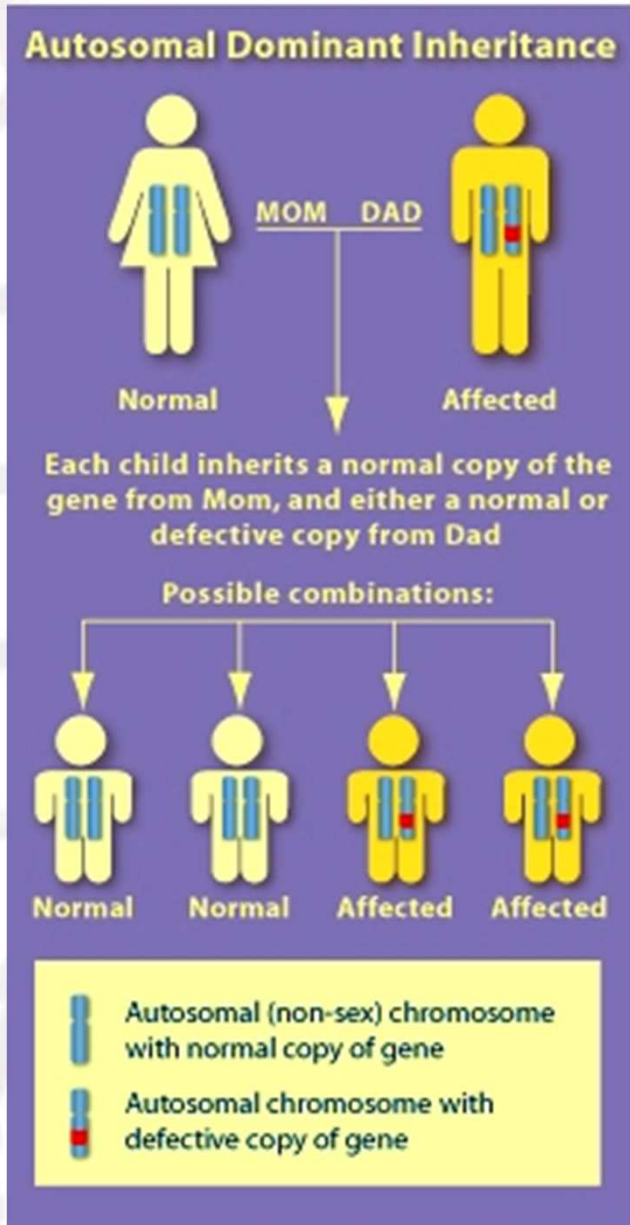 Autosomal Dominant Inheritance
MOM DAD
Normal Affected
Each child inherits a normal copy of the
gene from Mom, and either a normal or
defective copy from Dad
Possible combinations:
Normal Normal Affected Affected
Autosomal (non-sex) chromosome
with normal copy of gene
Autosomal chromosome with
defective copy of gene